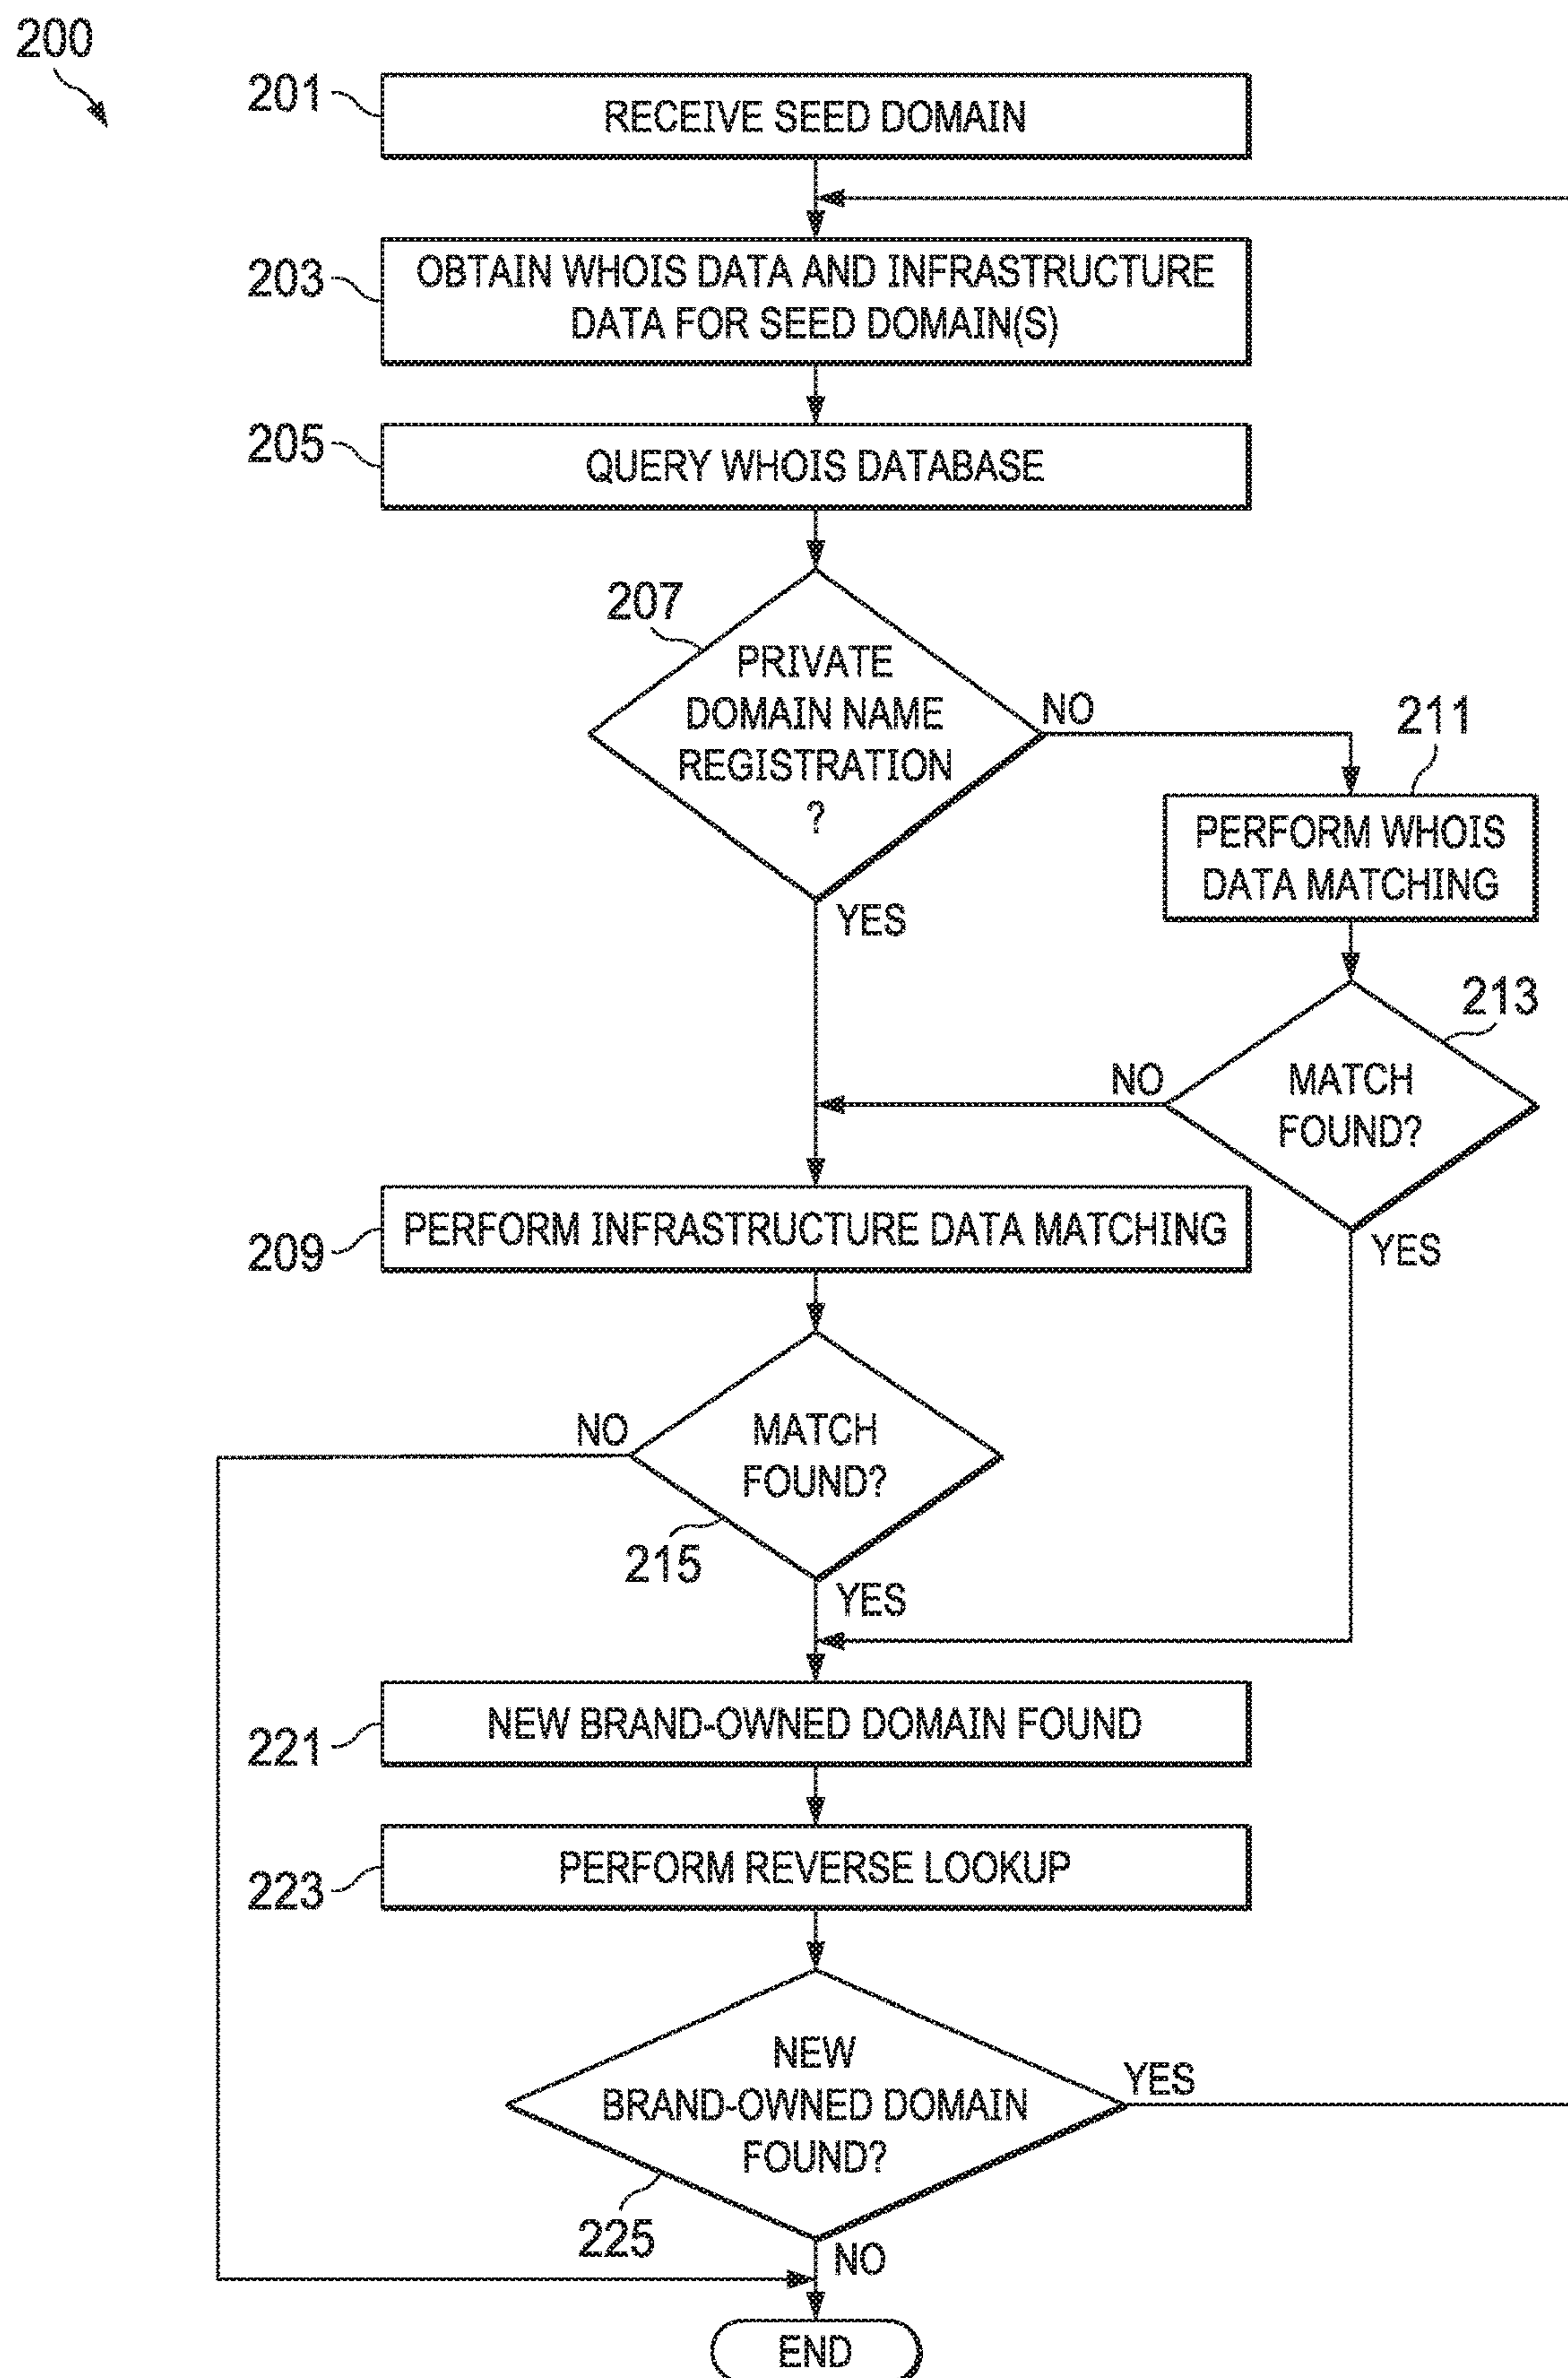 200
201
RECEIVE SEED DOMAIN
203
OBTAIN WHOIS DATA AND INFRASTRUCTURE
DATA FOR SEED DOMAIN(S)
205
QUERY WHOIS DATABASE
207
PRIVATE
DOMAIN NAME
REGISTRATION
?
NO
YES
211
PERFORM WHOIS
DATA MATCHING
213
MATCH
FOUND?
NO
YES
209
PERFORM INFRASTRUCTURE DATA MATCHING
NO
MATCH
FOUND?
215
YES
221
NEW BRAND-OWNED DOMAIN FOUND
223
PERFORM REVERSE LOOKUP
NEW
BRAND-OWNED DOMAIN
FOUND?
YES
225
NO
END